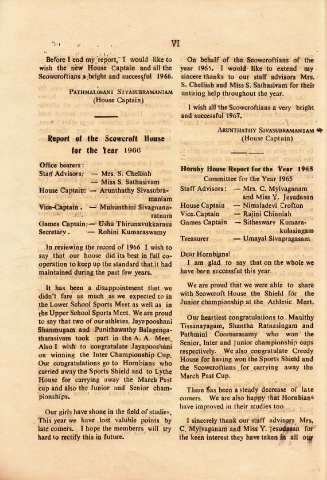 VI
Before I end my report, I would like to
wish the new House Captain and all the
Scowcroftians a bright and successful 1966.
PATHMALOSANI SIVASUBRAMANIAM
(House Captain)
Report of the Scowcroft House
for the Year 1966
Office bearers:
Staff Advisors: – Mrs. S. Chelliah
– Miss S. Sathasivam
House Captain: – Arunthathy Sivasubra-
maniam
Vice-Captain. – Mahanthini Sivagnana-
ratnam
Games Captain: – Usha Thirunavukarasu
Secretary. – Rohini Kumaraswamy
In reviewing the record of 1966 I wish to
say that our house did its best in full co-
operation to keep up the standard that it had
maintained during the past few years.
It has been a disappointment that we
didn't fare as much as we expected to in
the Lower School Sports Meet as well as in
the Upper School Sports Meet. We are proud
to say that two of our athletes, Jayapooshani
Shanmugam and Punithawathy Balagenga-
tharasivam took part in the A. A. Meet.
Also I wish to congratulate Jayapooshani
on winning the Inter Championship Cup.
Our congratulations go to Hornbians who
carried away the Sports Shield and to Lythe
House for carrying away the March Past
cup and also the Junior and Senior cham-
pionships.
Our girls have shone in the field of studies.
This year we have lost valuble points by
late comers. I hope the members will try
hard to rectify this in future.
On behalf of the Scowcroftians of the
year 1965, I would like to extend my
sincere thanks to our staff advisors Mrs.
S. Chelliah and Miss S. Sathasivam for their
untiring help thoughout the year.
I wish all the Scowcroftians a very bright
and successful 1967.
ARUNTHATHY SIVASUBRAMANIAM
(House Captain)
Hornby House Report for the Year 1965
Committee for the Year 1965
Staff Advisors: – Mrs. C, Mylvaganam
and Miss Y. Jesudasan
House Captain – Nimaladevi Crofton
Vice.Captain – Rajini Chinniah
Games Captain – Sitheswary Kumara-
kulasingam
Treasurer – Umayal Sivapragasam
Dear Hornbians!
I am glad to say that on the whole we
have been successful this year.
We are proud that we were able to share
with Scowcroft House the Shield for the
Junior championship at the Athletic Meet.
Our heartiest congratulations to Manithy
Tissanayagan, Shantha Ratnasingam and
Pathmini Coomarasamy who won the
Senior, Inter and Junior championship cups
respectively. We also congratulate Creedy
House for having won the Sports Shield and
the Scowcroftians for carrying away the
March Past Cup.
There has been a steady decrease of late
comers. We are also happy that Hornbians
have improved in their studies too.
I sincerely thank our staff advisors Mrs.
C. Mylvaganam and Miss Y. Jesudasan for
the keen interest they have taken in all our